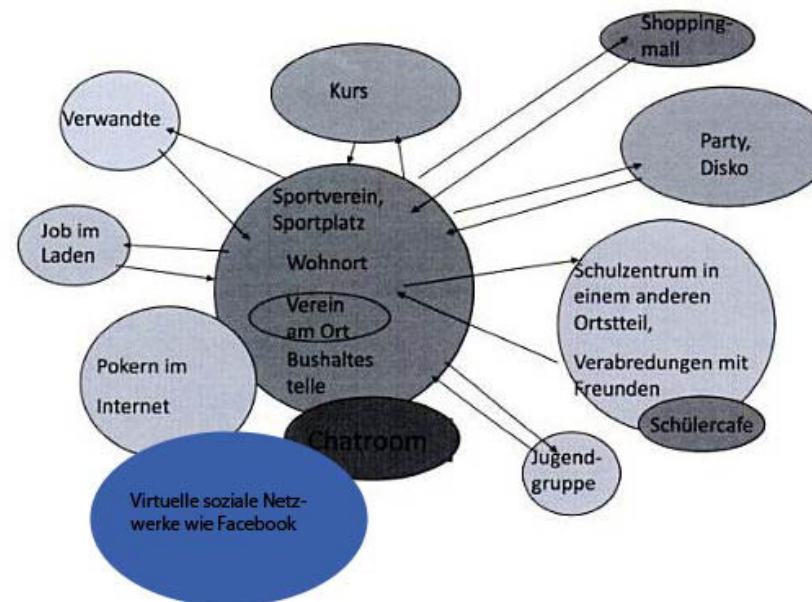 Shopping-
mall
Kurs
Verwandte
Party,
Disko
Sportverein,
Sportplatz
Wohnort
Verein
am Ort
Bushaltes
telle
Job im
Laden
Schulzentrum in
einem anderen
Ortstteil,
Verabredungen mit
Freunden
Schülercafe
Pokern im
Internet
Chatroom
Jugend-
gruppe
Virtuelle soziale Netz-
werke wie Facebook